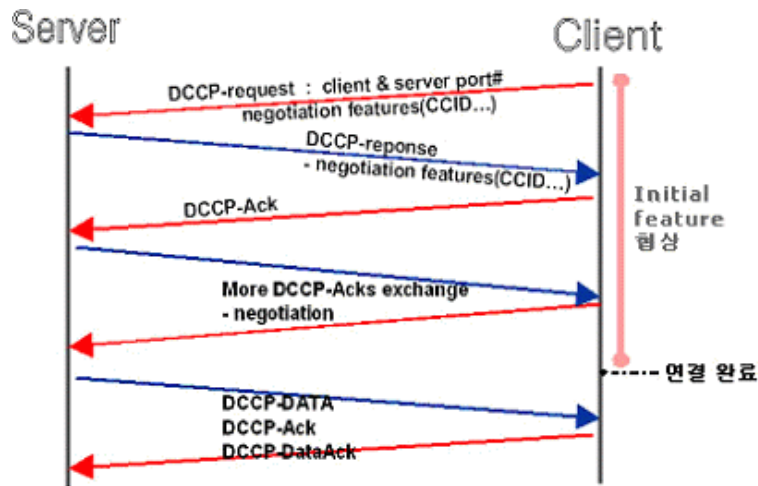 Server
Client
DCCP-request : client & server port#
negotiation features(CCID...)
DCCP-reponse
- negotiation features(CCID...)
DCCP-Ack
Initial
feature
협상
More DCCP-Acks exchange
- negotiation
연결 완료
DCCP-DATA
DCCP-Ack
DCCP-DataAck